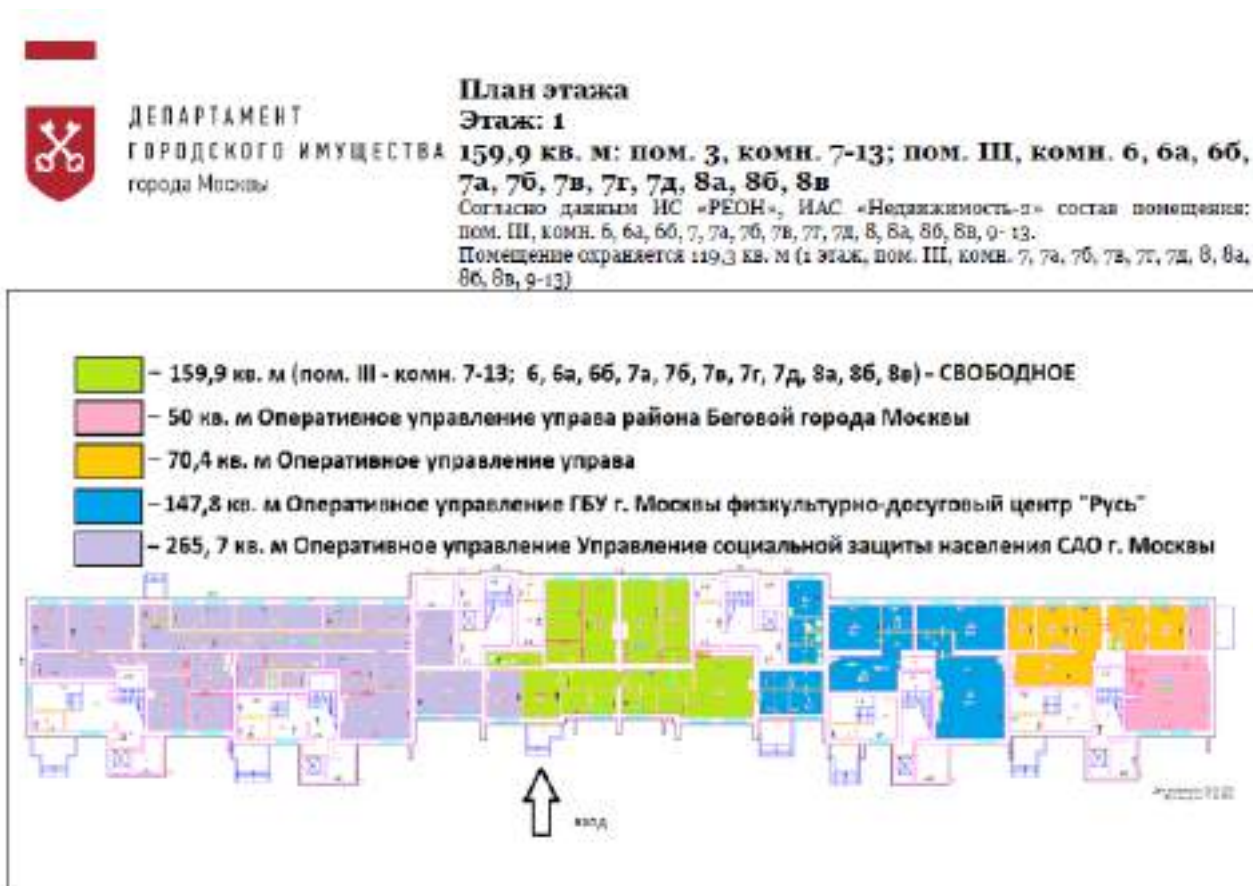 ДЕПАРТАМЕНТ
ГОРОДСКОГО ИМУЩЕСТВА
города Москвы
План этажа
Этаж: 1
159,9 кв. м: пом. 3, комн. 7-13; пом. III, комн. 6, 6а, 6б,
7а, 7б, 7в, 7г, 7д, 8а, 8б, 8в
Согласно данным ИС «РЕОН», ИАС «Недвижимость-п» состав помещения:
пом. III, комн. 6, 6а, 6б, 7, 7а, 7б, 7в, 7г, 7д, 8, 8а, 8б, 8в, 9- 13.
Помещение охраняется 119,3 кв. м (1 этаж, пом. III, комн. 7, 7а, 7б, 7в, 7г, 7д, 8, 8а,
8б, 8в, 9-13)
– 159,9 кв. м (пом. III - комн. 7-13; 6, 6а, 6б, 7а, 7б, 7в, 7г, 7д, 8а, 8б, 8в) - СВОБОДНОЕ
– 50 кв. м Оперативное управление управа района Беговой города Москвы
– 70,4 кв. м Оперативное управление управа
– 147,8 кв. м Оперативное управление ГБУ г. Москвы физкультурно-досуговый центр "Русь"
– 265, 7 кв. м Оперативное управление Управление социальной защиты населения САО г. Москвы
вход